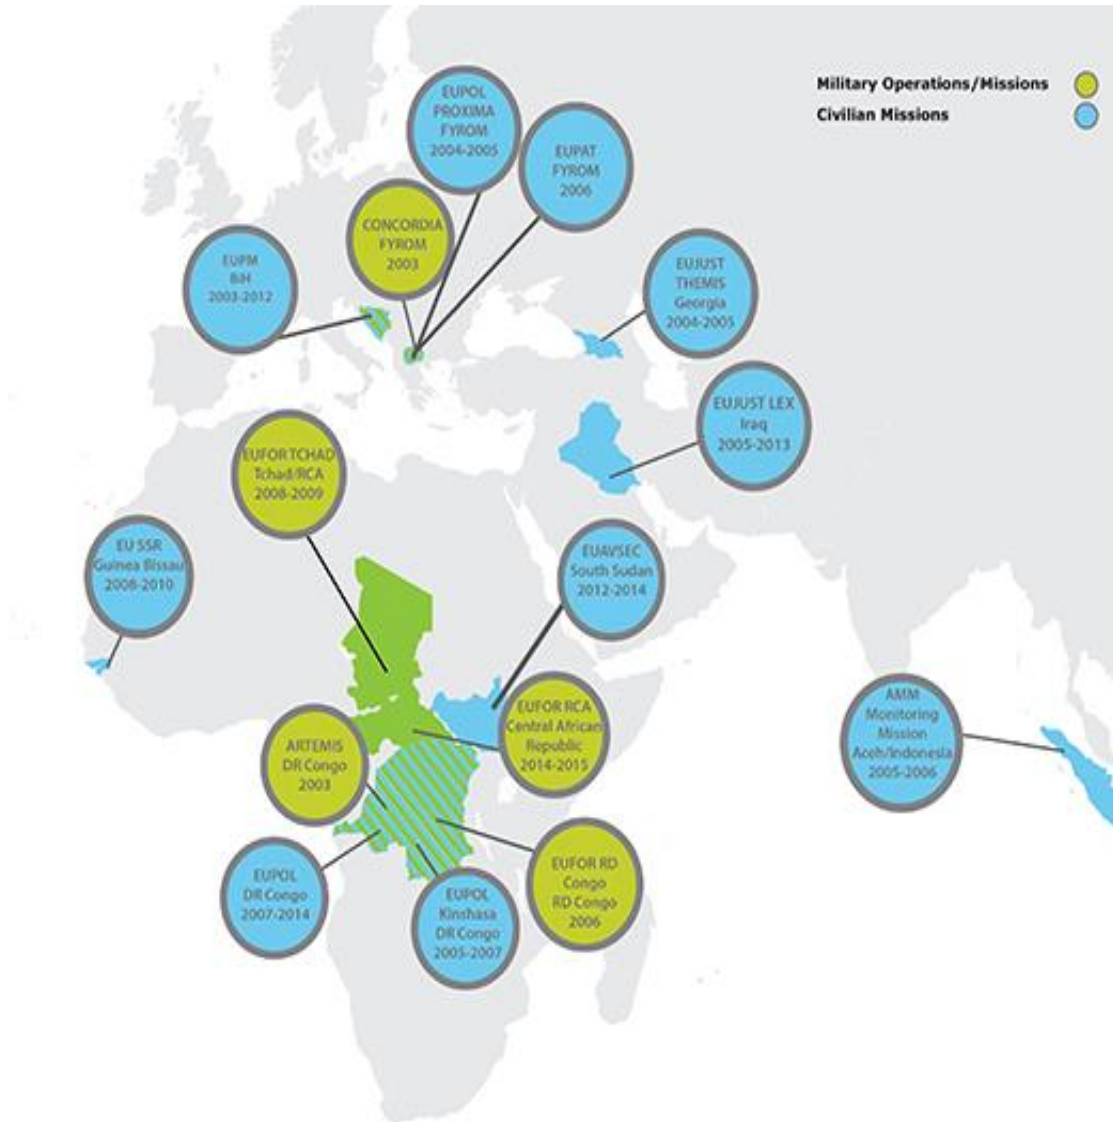 Military Operations/Missions
Civilian Missions
EUPOL
PROXIMA
FYROM
2004-2005
EUPAT
FYROM
2006
CONCORDIA
FYROM
2003
EUPM
BiH
2003-2012
EUJUST
THEMIS
Georgia
2004-2005
EUJUST LEX
Iraq
2005-2013
EUFOR TCHAD
Tchad/RCA
2008-2009
EU SSR
Guinea Bissau
2008-2010
EUAVSEC
South Sudan
2012-2014
EUFOR RCA
Central African
Republic
2014-2015
AMM
Monitoring
Mission
Aceh/Indonesia
2005-2006
ARTEMIS
DR Congo
2003
EUPOL
DR Congo
2007-2014
EUPOL
Kinshasa
DR Congo
2005-2007
EUFOR RD
Congo
RD Congo
2006